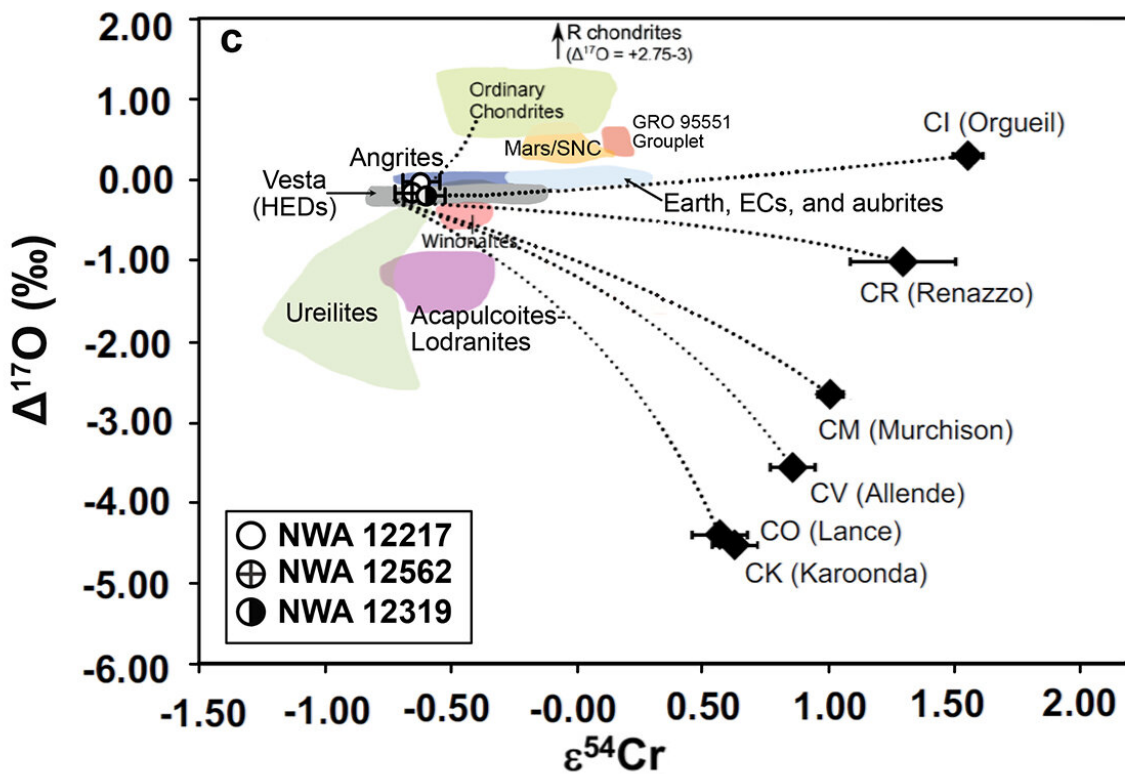 c
R chondrites
(Δ¹⁷O = +2.75-3)
Ordinary
Chondrites
GRO 95551
Grouplet
Mars/SNC
CI (Orgueil)
Angrites
Vesta
(HEDs)
Earth, ECs, and aubrites
Winonaites
CR (Renazzo)
Ureilites
Acapulcoites-
Lodranites
CM (Murchison)
CV (Allende)
CO (Lance)
CK (Karoonda)
NWA 12217
NWA 12562
NWA 12319
Δ¹⁷O (‰)
2.00
1.00
0.00
-1.00
-2.00
-3.00
-4.00
-5.00
-6.00
-1.50 -1.00 -0.50 -0.00 0.50 1.00 1.50 2.00
ε⁵⁴Cr